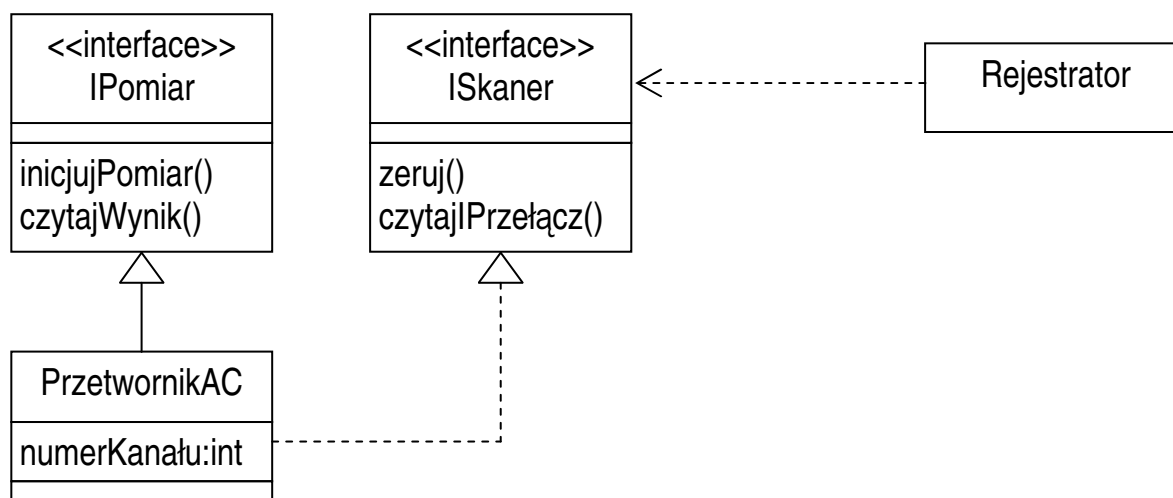 <<interface>>
IPomiar
inicjujPomiar()
czytajWynik()
<<interface>>
ISkaner
zeruj()
czytajIPrzełącz()
Rejestrator
PrzetwornikAC
numerKanału:int